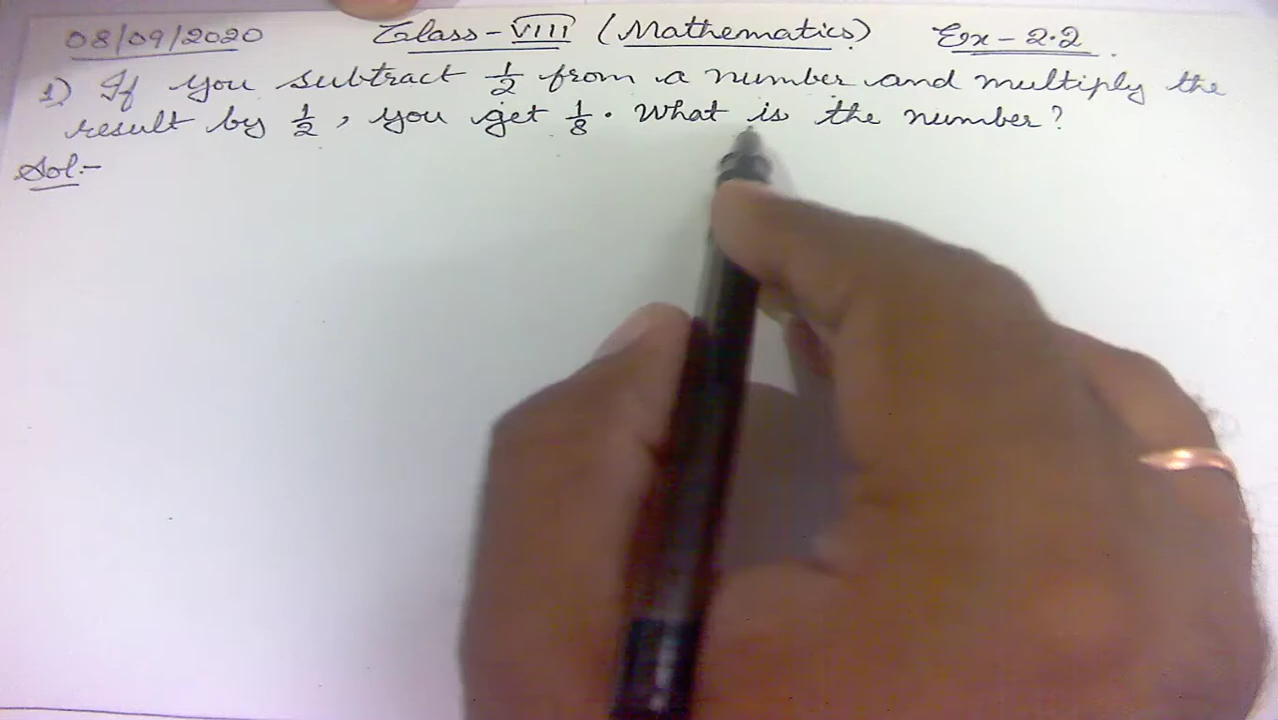 08/09/2020 Class-VIII (Mathematics) Ex-2.2
1) If you subtract 1/2 from a number and multiply the
result by 1/2, you get 1/8. What is the number?
Sol:-